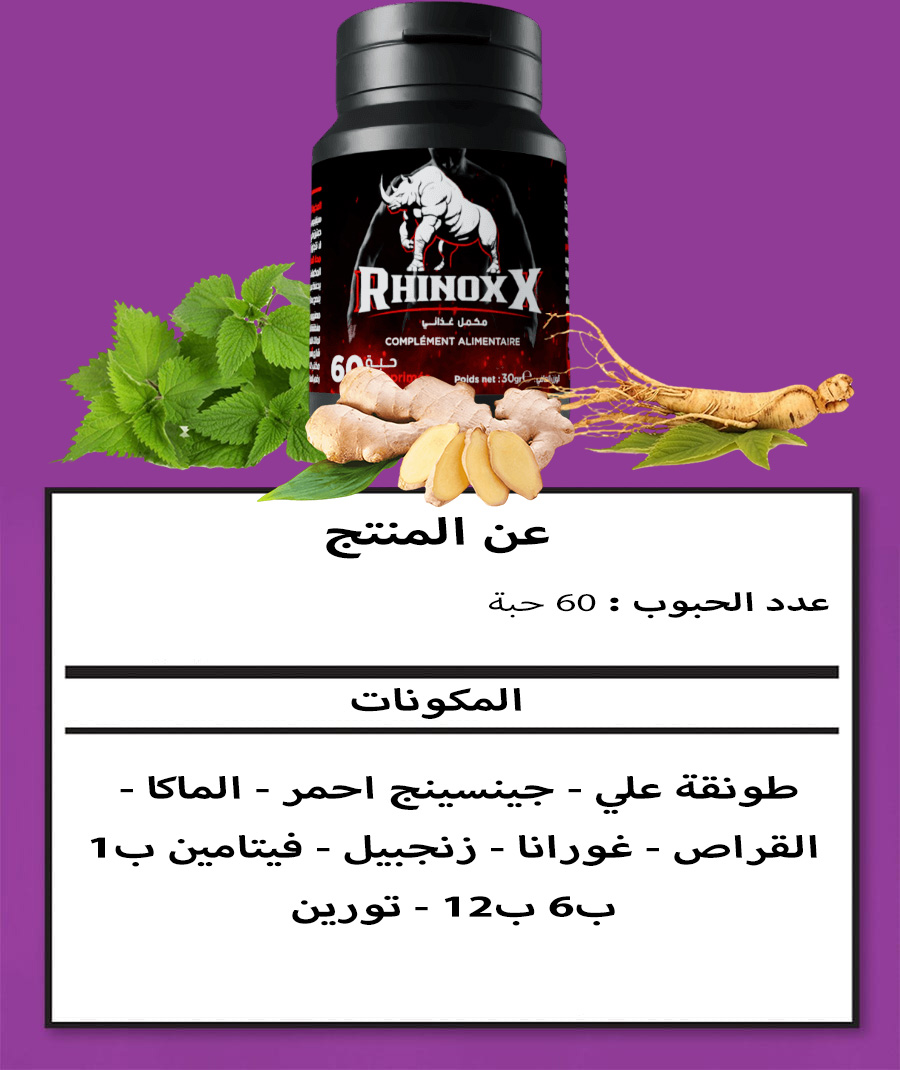 RHINOXX
مكمل غذائي
COMPLÉMENT ALIMENTAIRE
60 حبة
Poids net : 30gr
عن المنتج
عدد الحبوب : 60 حبة
المكونات
طونقة علي - جينسينج احمر - الماكا -
القراص - غورانا - زنجبيل - فيتامين ب1
ب6 ب12 - تورين